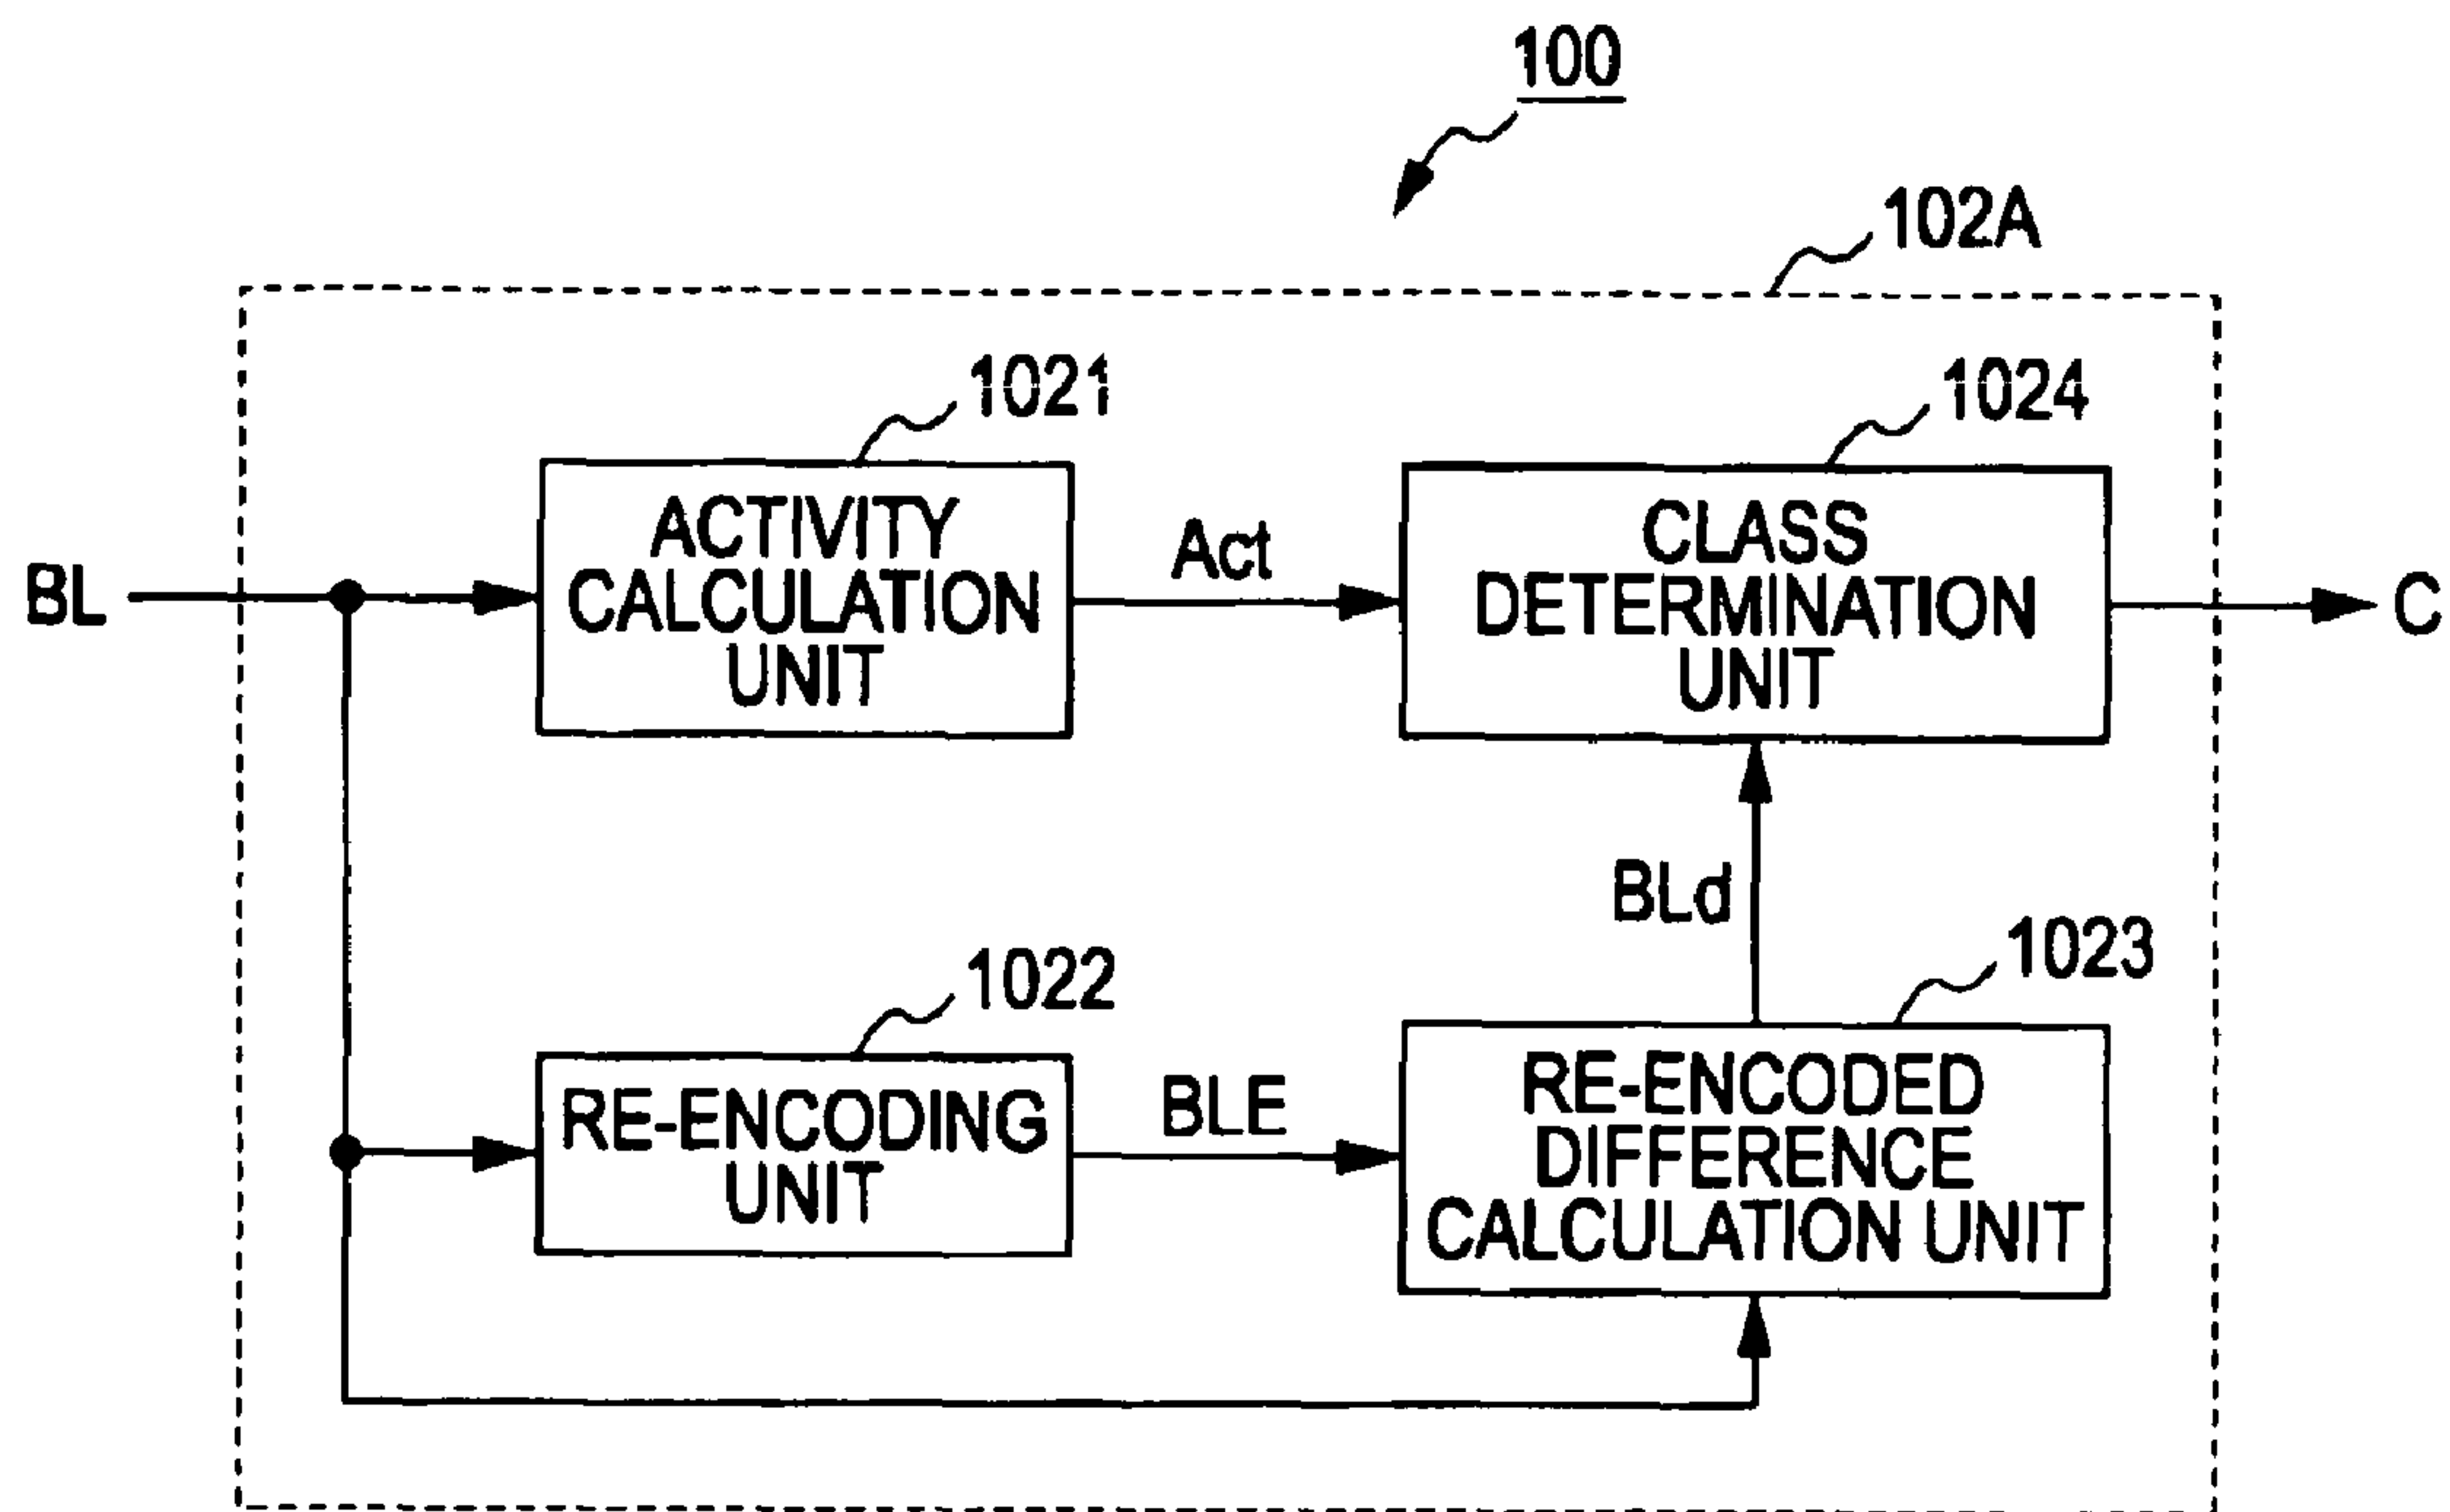 100
102A
1021
1024
ACTIVITY
CALCULATION
UNIT
Act
CLASS
DETERMINATION
UNIT
BL
C
BLd
1022
1023
RE-ENCODING
UNIT
BLE
RE-ENCODED
DIFFERENCE
CALCULATION UNIT